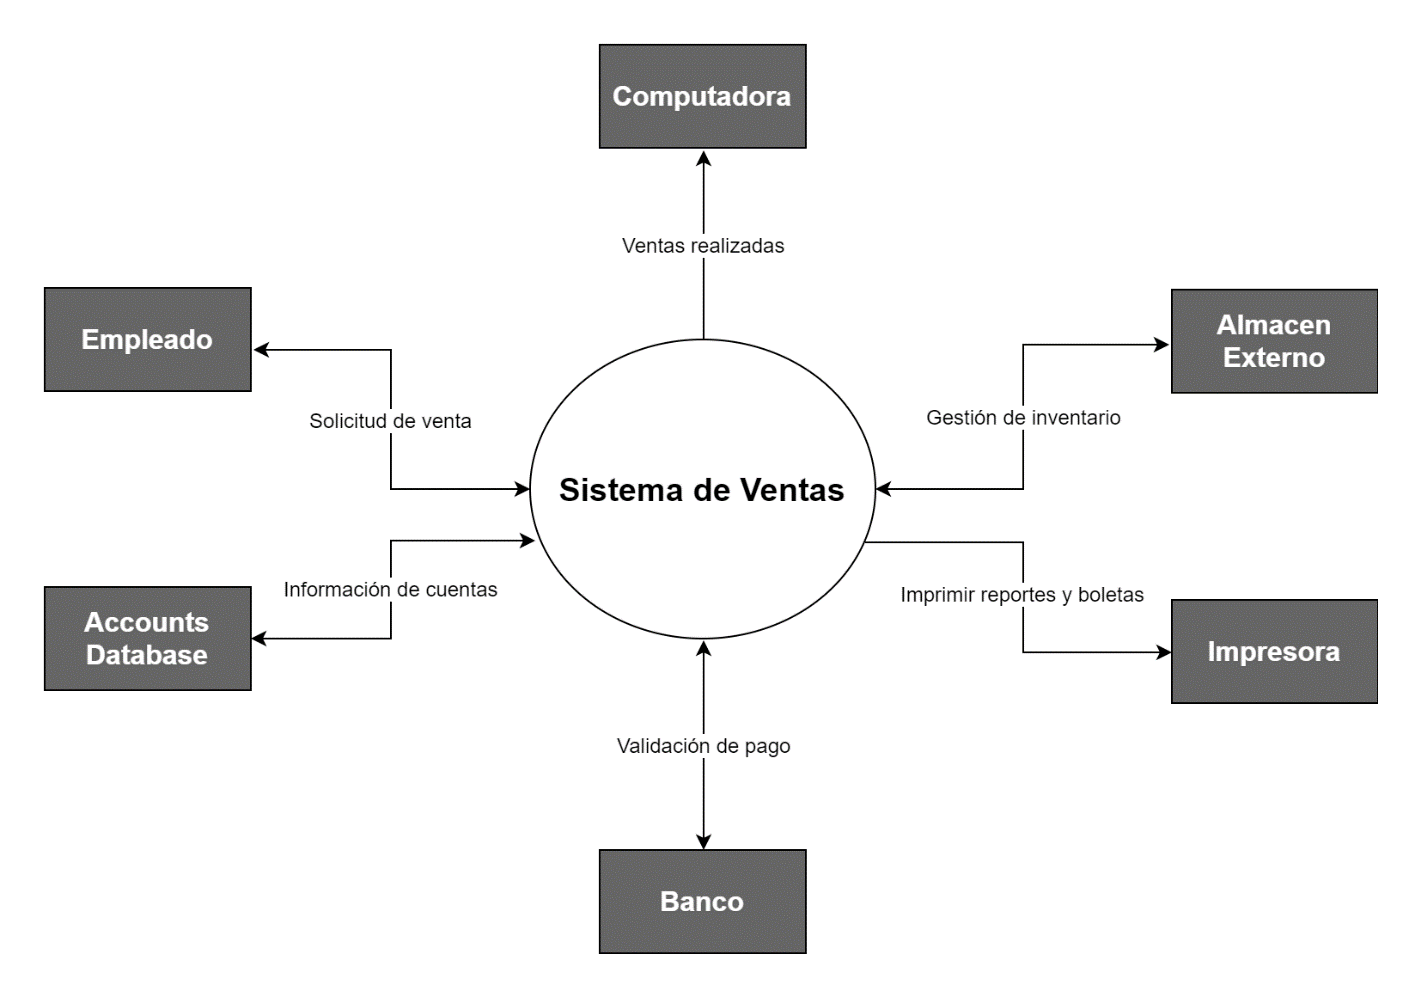 Computadora
Ventas realizadas
Empleado
Almacen
Externo
Solicitud de venta
Gestión de inventario
Sistema de Ventas
Información de cuentas
Imprimir reportes y boletas
Accounts
Database
Impresora
Validación de pago
Banco